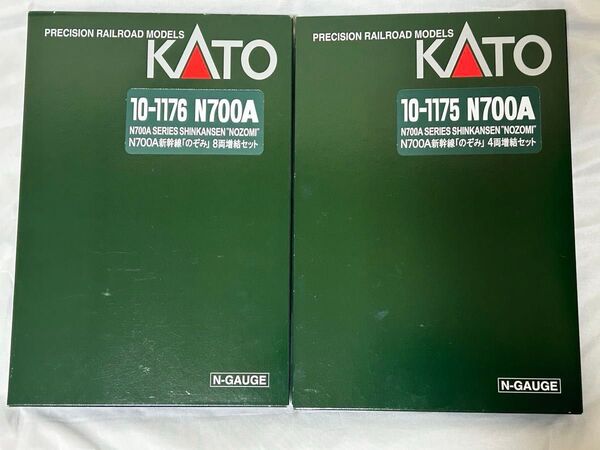 PRECISION RAILROAD MODELS
KATO
10-1176 N700A
N700A SERIES SHINKANSEN "NOZOMI"
N700A新幹線「のぞみ」 8両増結セット
N-GAUGE
PRECISION RAILROAD MODELS
KATO
10-1175 N700A
N700A SERIES SHINKANSEN "NOZOMI"
N700A新幹線「のぞみ」 4両増結セット
N-GAUGE